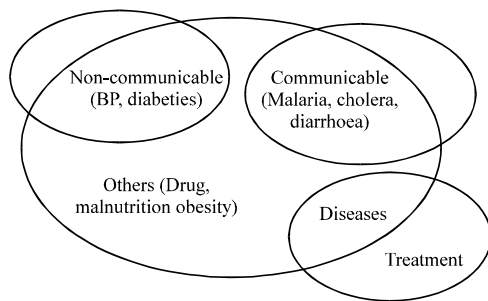 Non-communicable
(BP, diabeties)
Communicable
(Malaria, cholera,
diarrhoea)
Others (Drug,
malnutrition obesity)
Diseases
Treatment